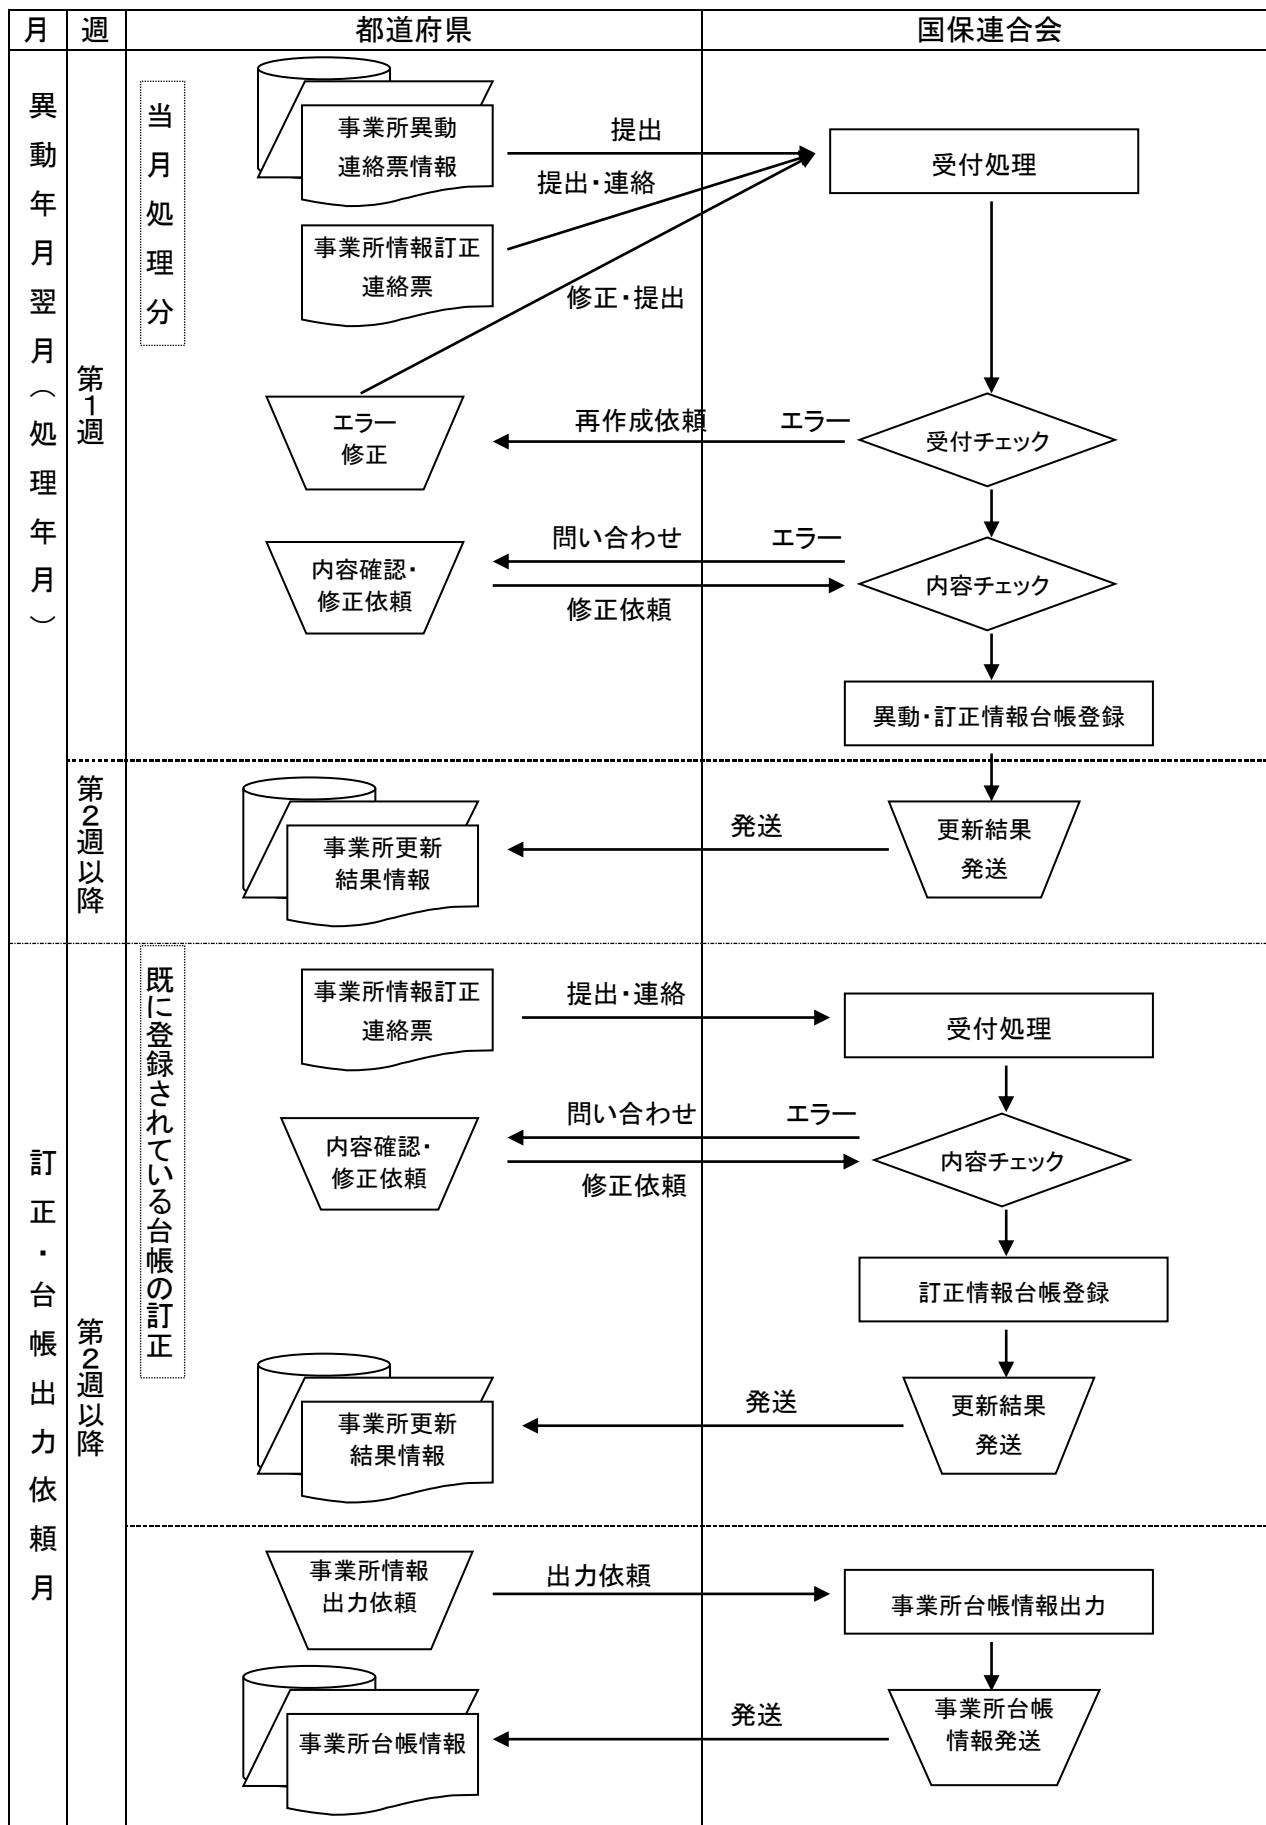 月
週
都道府県
国保連合会
異動年月翌月（処理年月）
第1週
当月処理分
事業所異動
連絡票情報
提出
受付処理
提出・連絡
事業所情報訂正
連絡票
修正・提出
エラー
修正
再作成依頼
エラー
受付チェック
問い合わせ
エラー
内容確認・
修正依頼
修正依頼
内容チェック
異動・訂正情報台帳登録
第2週以降
事業所更新
結果情報
発送
更新結果
発送
訂正・台帳出力依頼月
第2週以降
既に登録されている台帳の訂正
事業所情報訂正
連絡票
提出・連絡
受付処理
問い合わせ
エラー
内容確認・
修正依頼
修正依頼
内容チェック
訂正情報台帳登録
事業所更新
結果情報
発送
更新結果
発送
事業所情報
出力依頼
出力依頼
事業所台帳情報出力
事業所台帳情報
発送
事業所台帳
情報発送